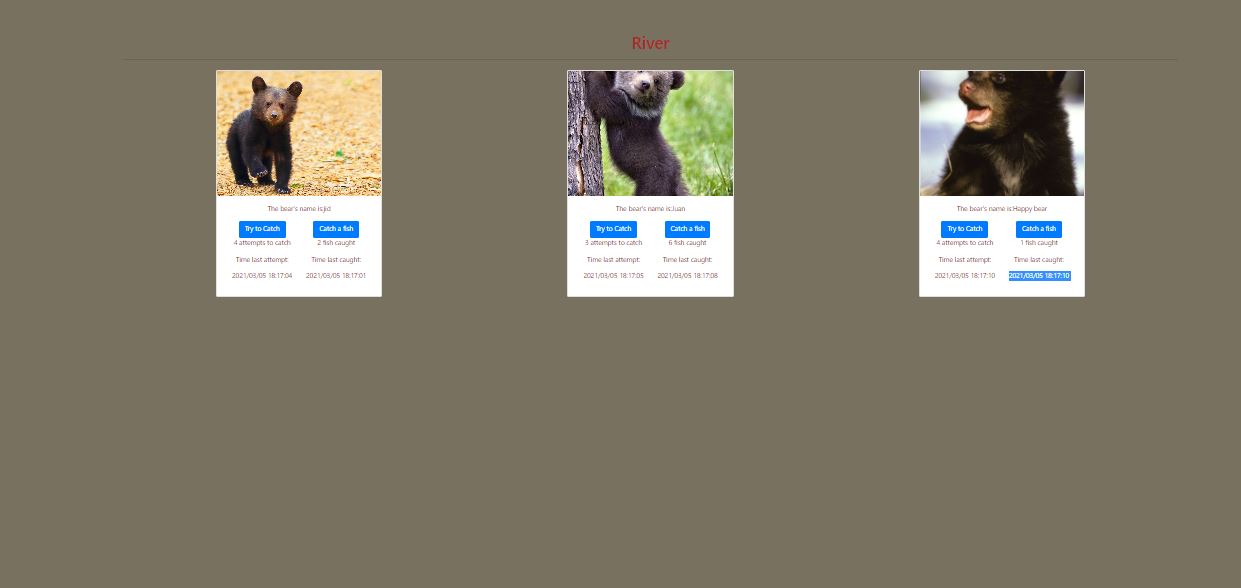 River
The bear's name is:jid
Try to Catch Catch a fish
4 attempts to catch 2 fish caught
Time last attempt: Time last caught:
2021/03/05 18:17:04 2021/03/05 18:17:01
The bear's name is:Juan
Try to Catch Catch a fish
3 attempts to catch 6 fish caught
Time last attempt: Time last caught:
2021/03/05 18:17:05 2021/03/05 18:17:08
The bear's name is:Happy bear
Try to Catch Catch a fish
4 attempts to catch 1 fish caught
Time last attempt: Time last caught:
2021/03/05 18:17:10 2021/03/05 18:17:10